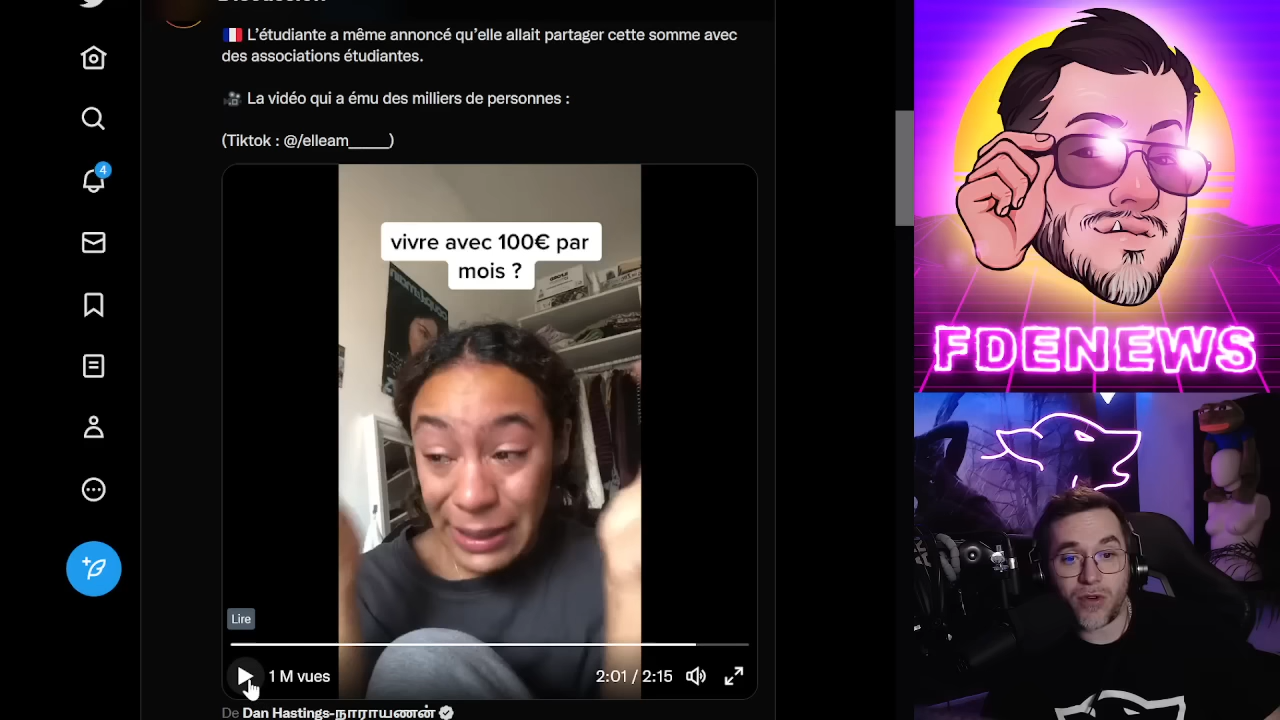 🇫🇷 L'étudiante a même annoncé qu'elle allait partager cette somme avec
des associations étudiantes.
🎥 La vidéo qui a ému des milliers de personnes :
(Tiktok : @/elleam_____)
4
vivre avec 100€ par
mois ?
Lire
1 M vues
2:01 / 2:15
De Dan Hastings-நாராயணன்
FDENEWS